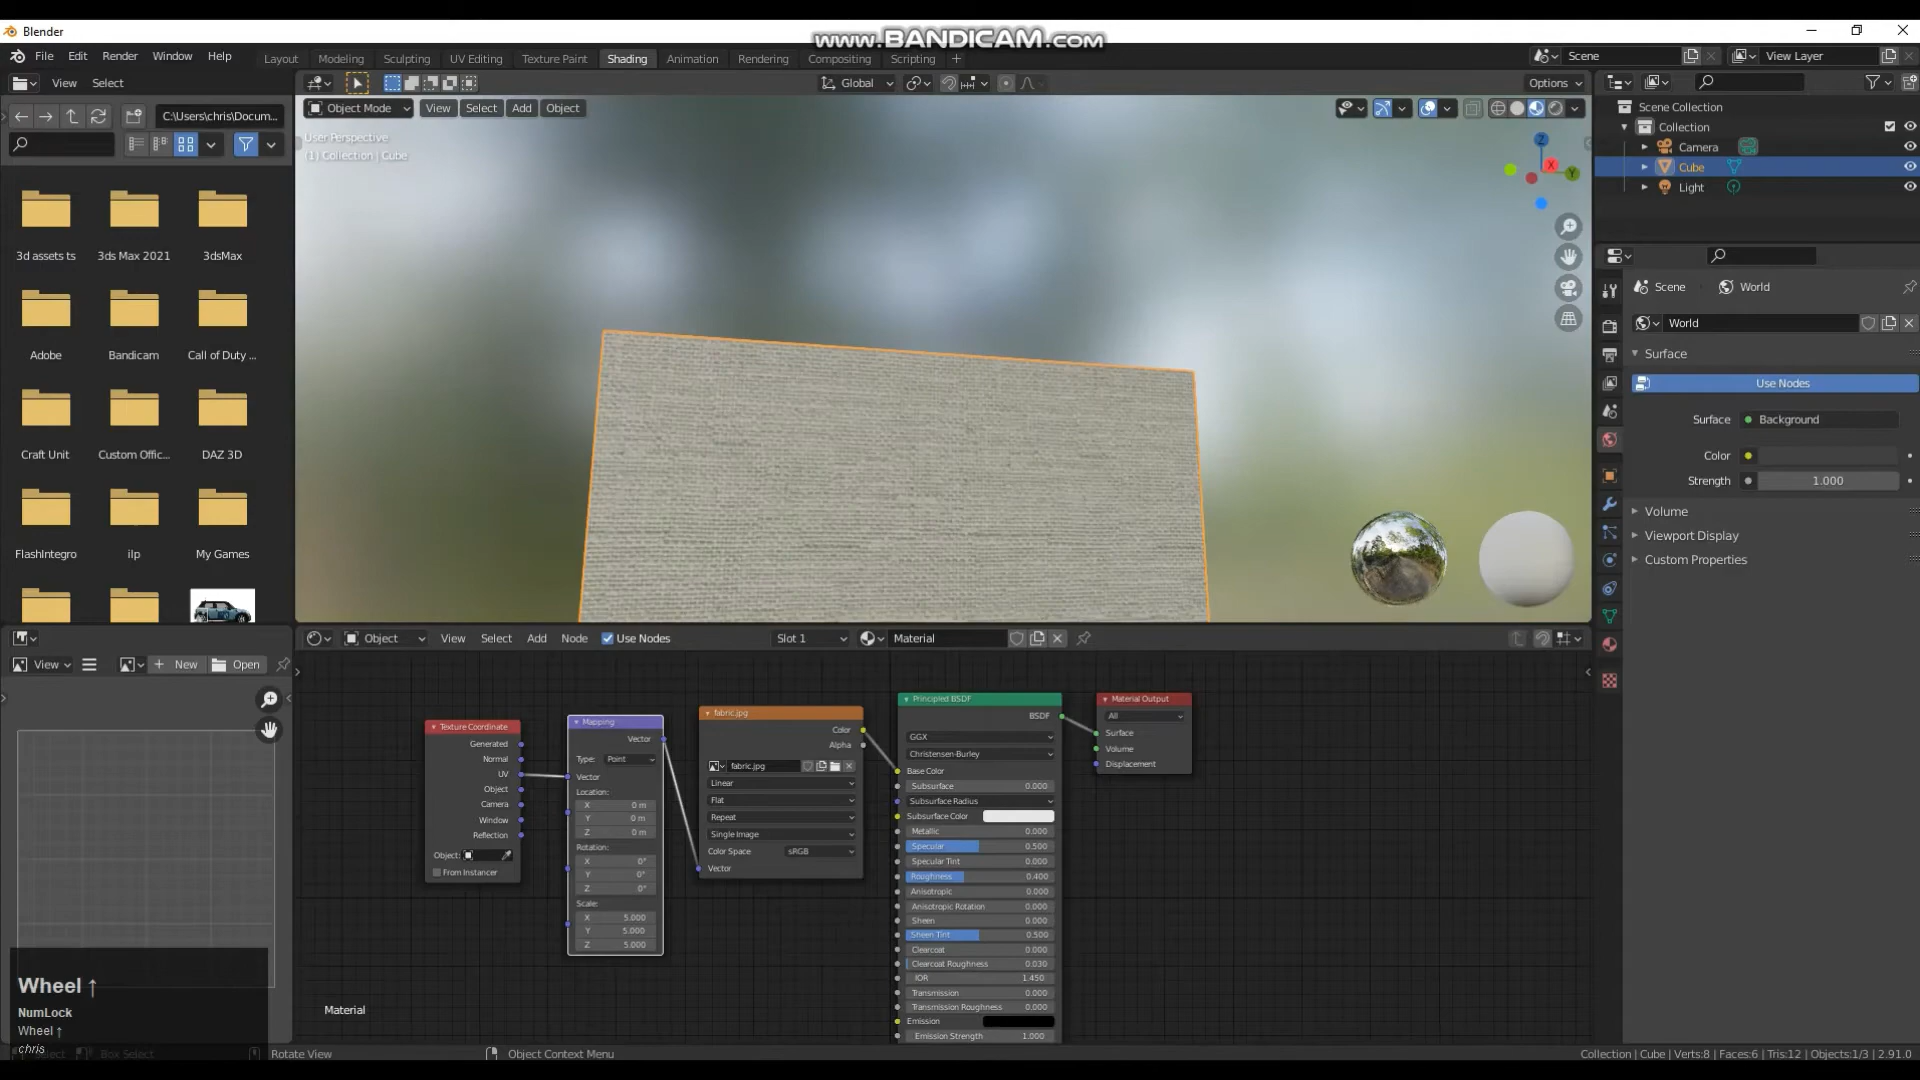 Blender
www.BANDICAM.com
File Edit Render Window Help
Layout Modeling Sculpting UV Editing Texture Paint Shading Animation Rendering Compositing Scripting +
Scene
View Layer
View Select
Global
Options
C:\Users\chris\Docum...
Object Mode View Select Add Object
User Perspective
(1) Collection | Cube
Scene Collection
Collection
Camera
Cube
Light
3d assets ts 3ds Max 2021 3dsMax
Adobe Bandicam Call of Duty ...
Craft Unit Custom Offic... DAZ 3D
FlashIntegro ilp My Games
X
Y
Z
Scene World
World
Surface
Use Nodes
Surface Background
Color
Strength 1.000
Volume
Viewport Display
Custom Properties
Object View Select Add Node Use Nodes Slot 1 Material
View New Open
Texture Coordinate
Generated
Normal
UV
Object
Camera
Window
Reflection
Object:
From Instancer
Mapping
Vector
Type: Point
Vector
Location:
X 0 m
Y 0 m
Z 0 m
Rotation:
X 0°
Y 0°
Z 0°
Scale:
X 5.000
Y 5.000
Z 5.000
fabric.jpg
Color
Alpha
fabric.jpg
Linear
Flat
Repeat
Single Image
Color Space sRGB
Vector
Principled BSDF
BSDF
GGX
Christensen-Burley
Base Color
Subsurface 0.000
Subsurface Radius
Subsurface Color
Metallic 0.000
Specular 0.500
Specular Tint 0.000
Roughness 0.400
Anisotropic 0.000
Anisotropic Rotation 0.000
Sheen 0.000
Sheen Tint 0.500
Clearcoat 0.000
Clearcoat Roughness 0.030
IOR 1.450
Transmission 0.000
Transmission Roughness 0.000
Emission
Emission Strength 1.000
Material Output
All
Surface
Volume
Displacement
Wheel ↑
NumLock
Wheel ↑
chris
Material
Select Box Select Rotate View Object Context Menu
Collection | Cube | Verts:8 | Faces:6 | Tris:12 | Objects:1/3 | 2.91.0